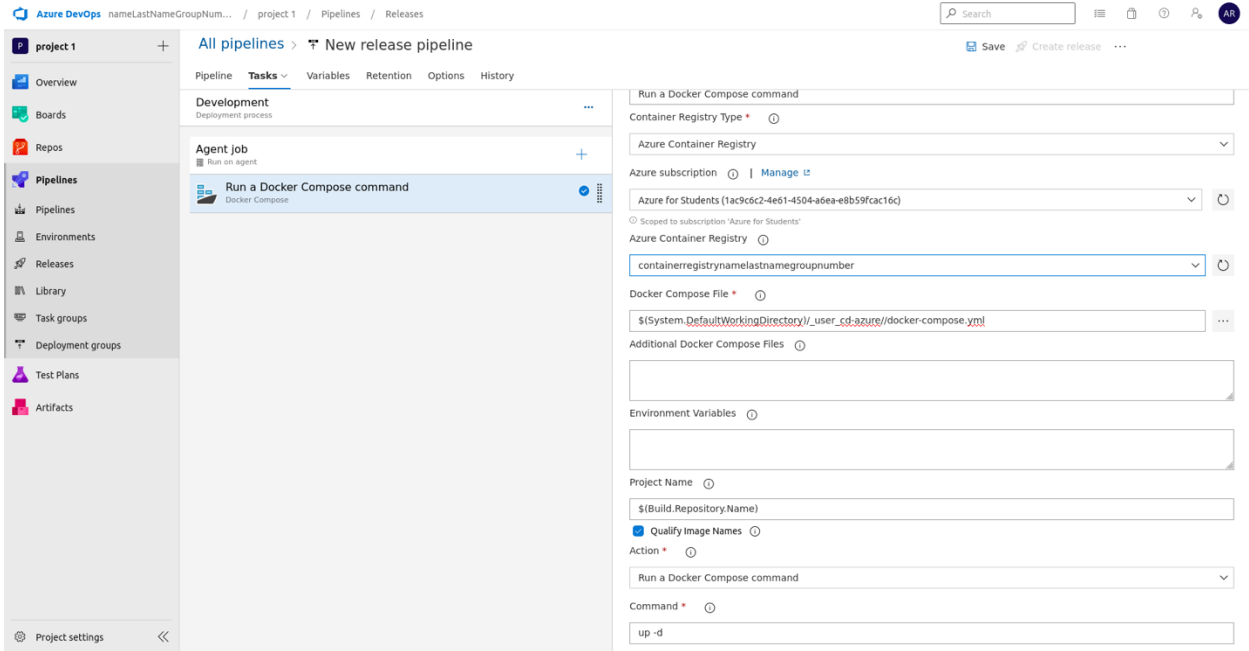 Azure DevOps nameLastNameGroupNum... / project 1 / Pipelines / Releases
Search
AR
P project 1
Overview
Boards
Repos
Pipelines
Pipelines
Environments
Releases
Library
Task groups
Deployment groups
Test Plans
Artifacts
Project settings
All pipelines > New release pipeline
Save Create release ...
Pipeline Tasks Variables Retention Options History
Development
Deployment process
...
Agent job
Run on agent
Run a Docker Compose command
Docker Compose
Run a Docker Compose command
Container Registry Type *
Azure Container Registry
Azure subscription | Manage
Azure for Students (1ac9c6c2-4e61-4504-a6ea-e8b59fcac16c)
Scoped to subscription 'Azure for Students'
Azure Container Registry
containerregistrynamelastnamegroupnumber
Docker Compose File *
$(System.DefaultWorkingDirectory)/_user_cd-azure//docker-compose.yml
...
Additional Docker Compose Files
Environment Variables
Project Name
$(Build.Repository.Name)
Qualify Image Names
Action *
Run a Docker Compose command
Command *
up -d